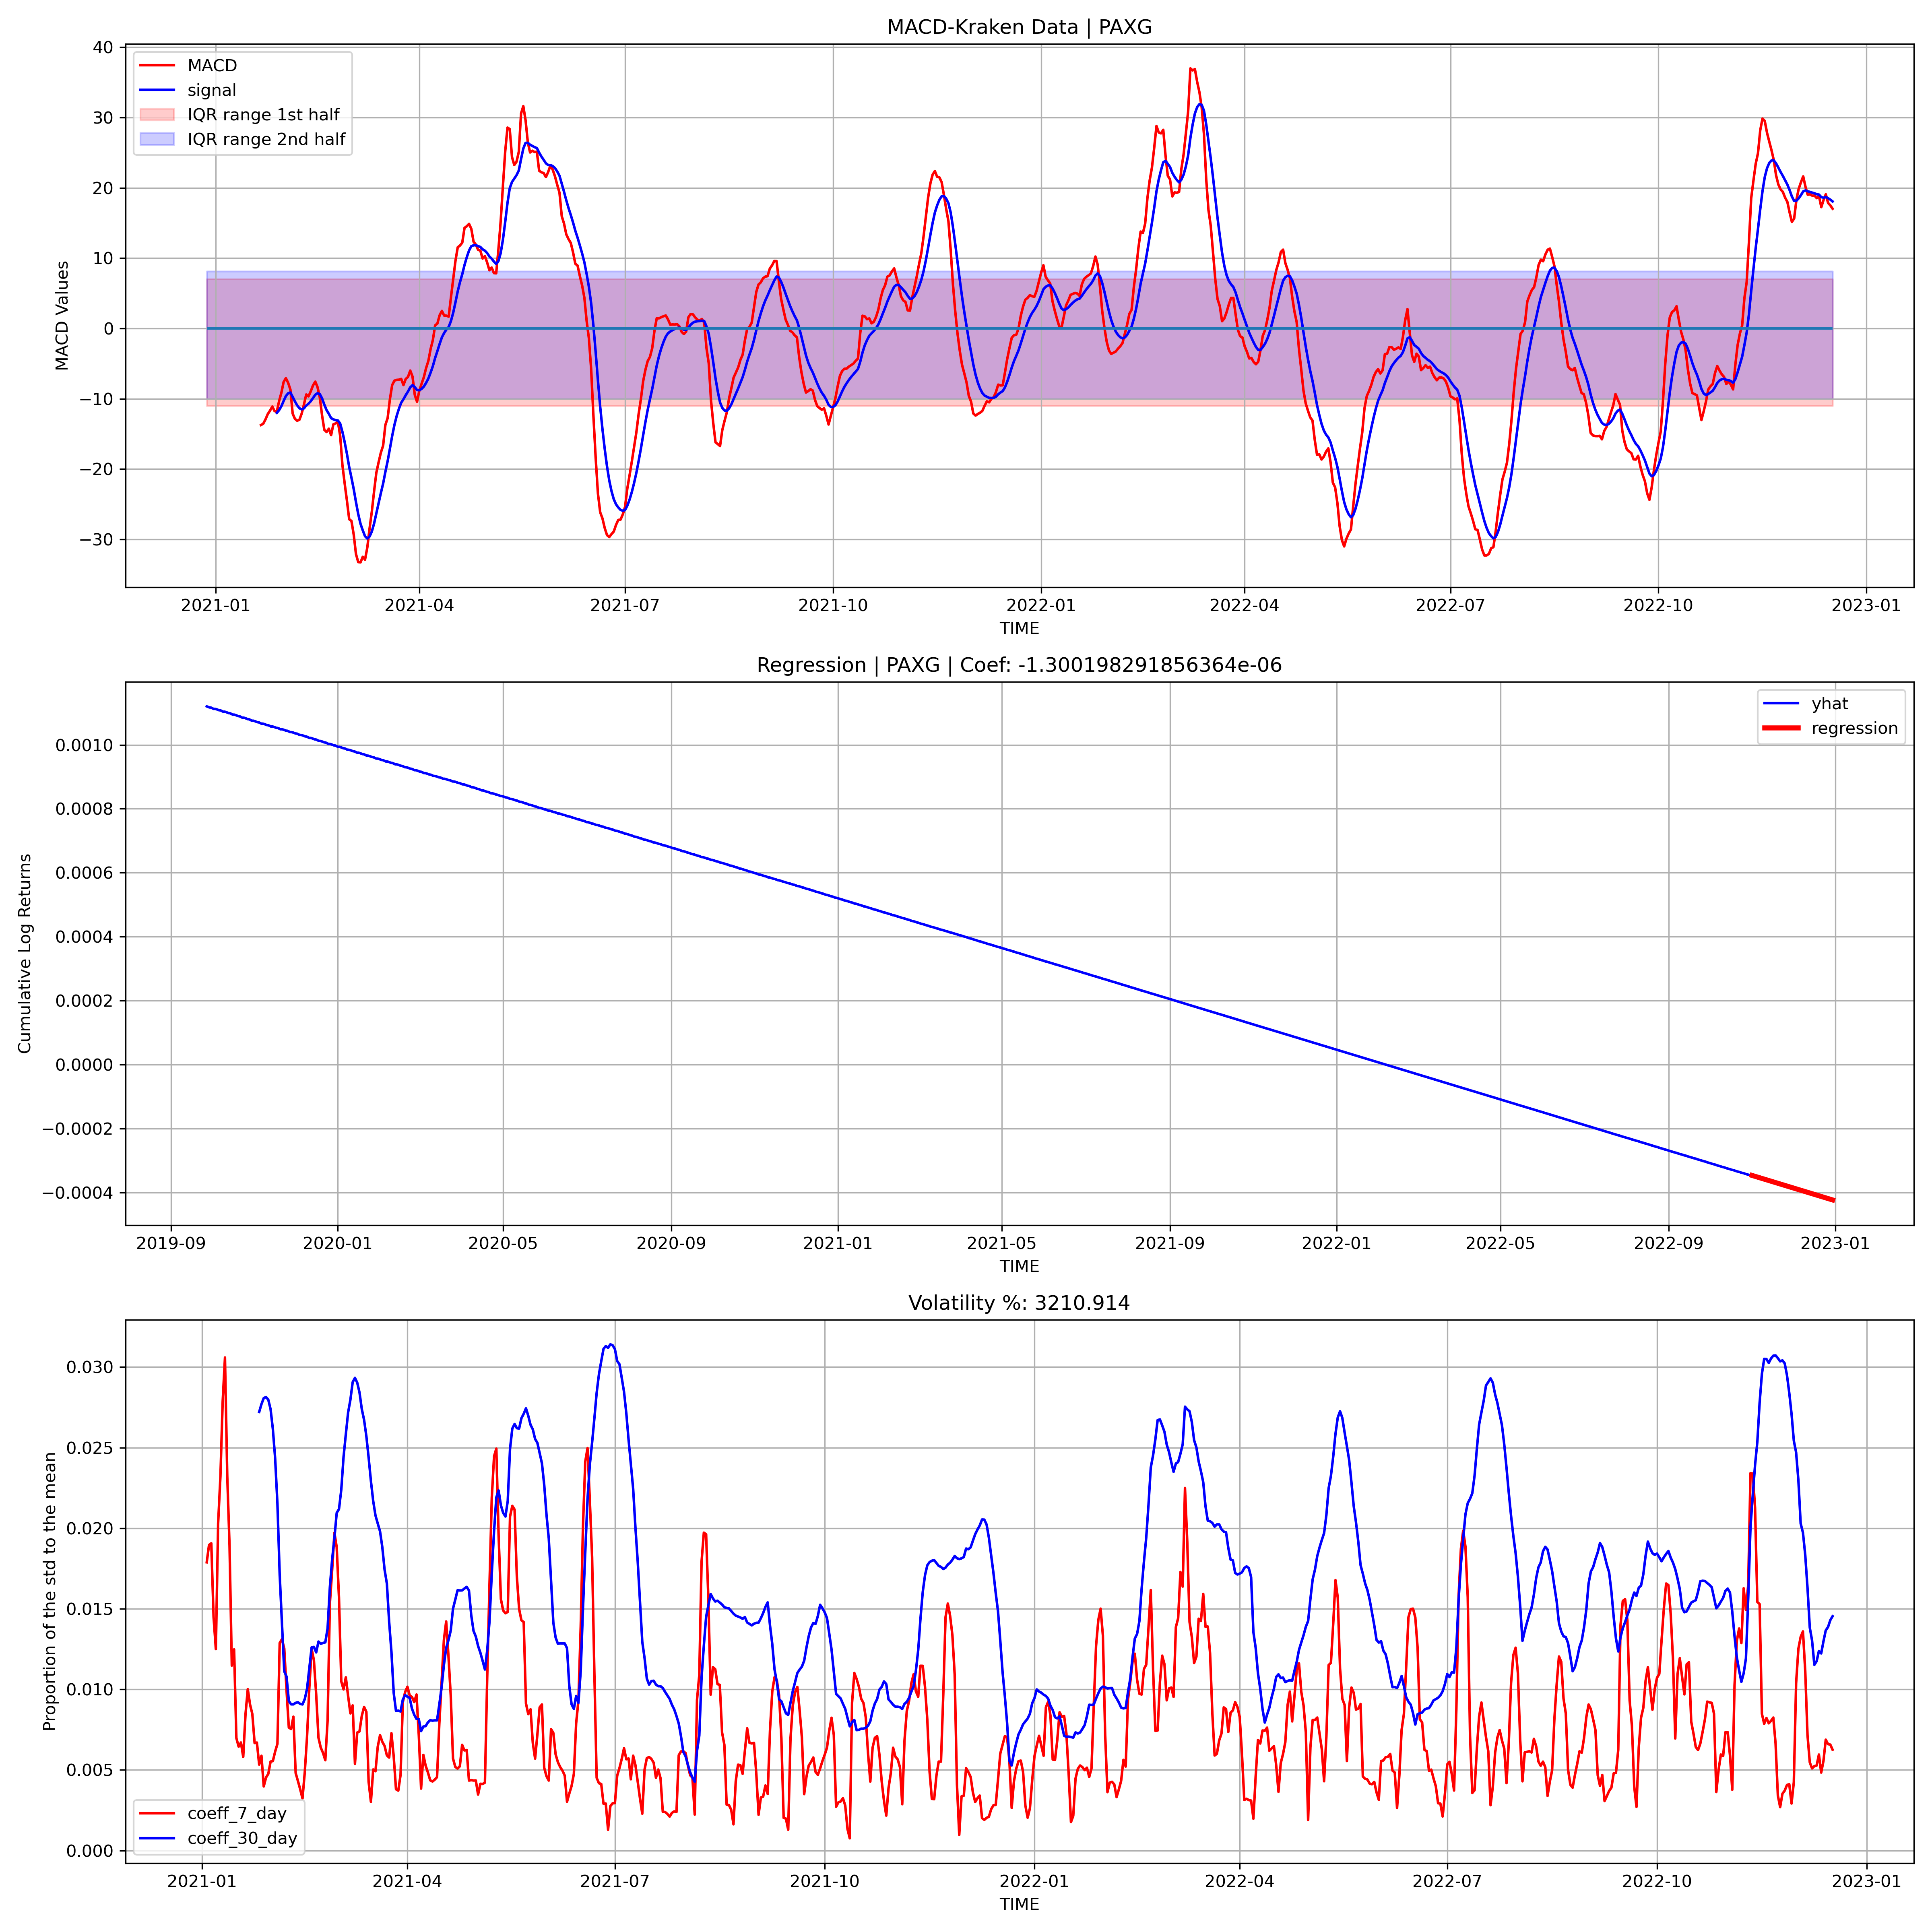 MACD-Kraken Data | PAXG
MACD
signal
IQR range 1st half
IQR range 2nd half
MACD Values
40
30
20
10
0
−10
−20
−30
2021-01 2021-04 2021-07 2021-10 2022-01 2022-04 2022-07 2022-10 2023-01
TIME
Regression | PAXG | Coef: -1.300198291856364e-06
yhat
regression
Cumulative Log Returns
0.0010
0.0008
0.0006
0.0004
0.0002
0.0000
−0.0002
−0.0004
2019-09 2020-01 2020-05 2020-09 2021-01 2021-05 2021-09 2022-01 2022-05 2022-09 2023-01
TIME
Volatility %: 3210.914
Proportion of the std to the mean
0.030
0.025
0.020
0.015
0.010
0.005
0.000
coeff_7_day
coeff_30_day
2021-01 2021-04 2021-07 2021-10 2022-01 2022-04 2022-07 2022-10 2023-01
TIME